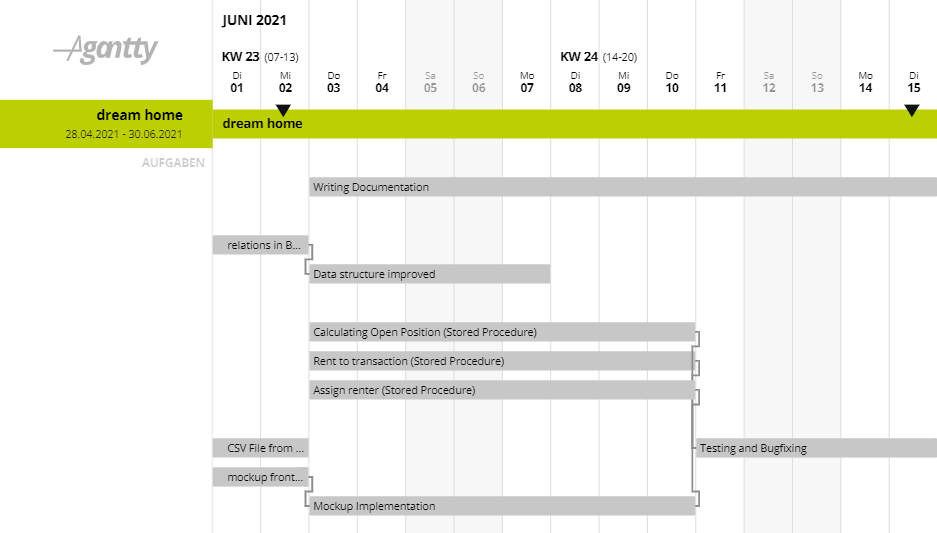 Agantty
JUNI 2021
KW 23 (07-13) KW 24 (14-20)
Di Mi Do Fr Sa So Mo Di Mi Do Fr Sa So Mo Di
01 02 03 04 05 06 07 08 09 10 11 12 13 14 15
dream home
28.04.2021 - 30.06.2021
dream home
AUFGABEN
Writing Documentation
relations in B...
Data structure improved
Calculating Open Position (Stored Procedure)
Rent to transaction (Stored Procedure)
Assign renter (Stored Procedure)
CSV File from ... Testing and Bugfixing
mockup front...
Mockup Implementation